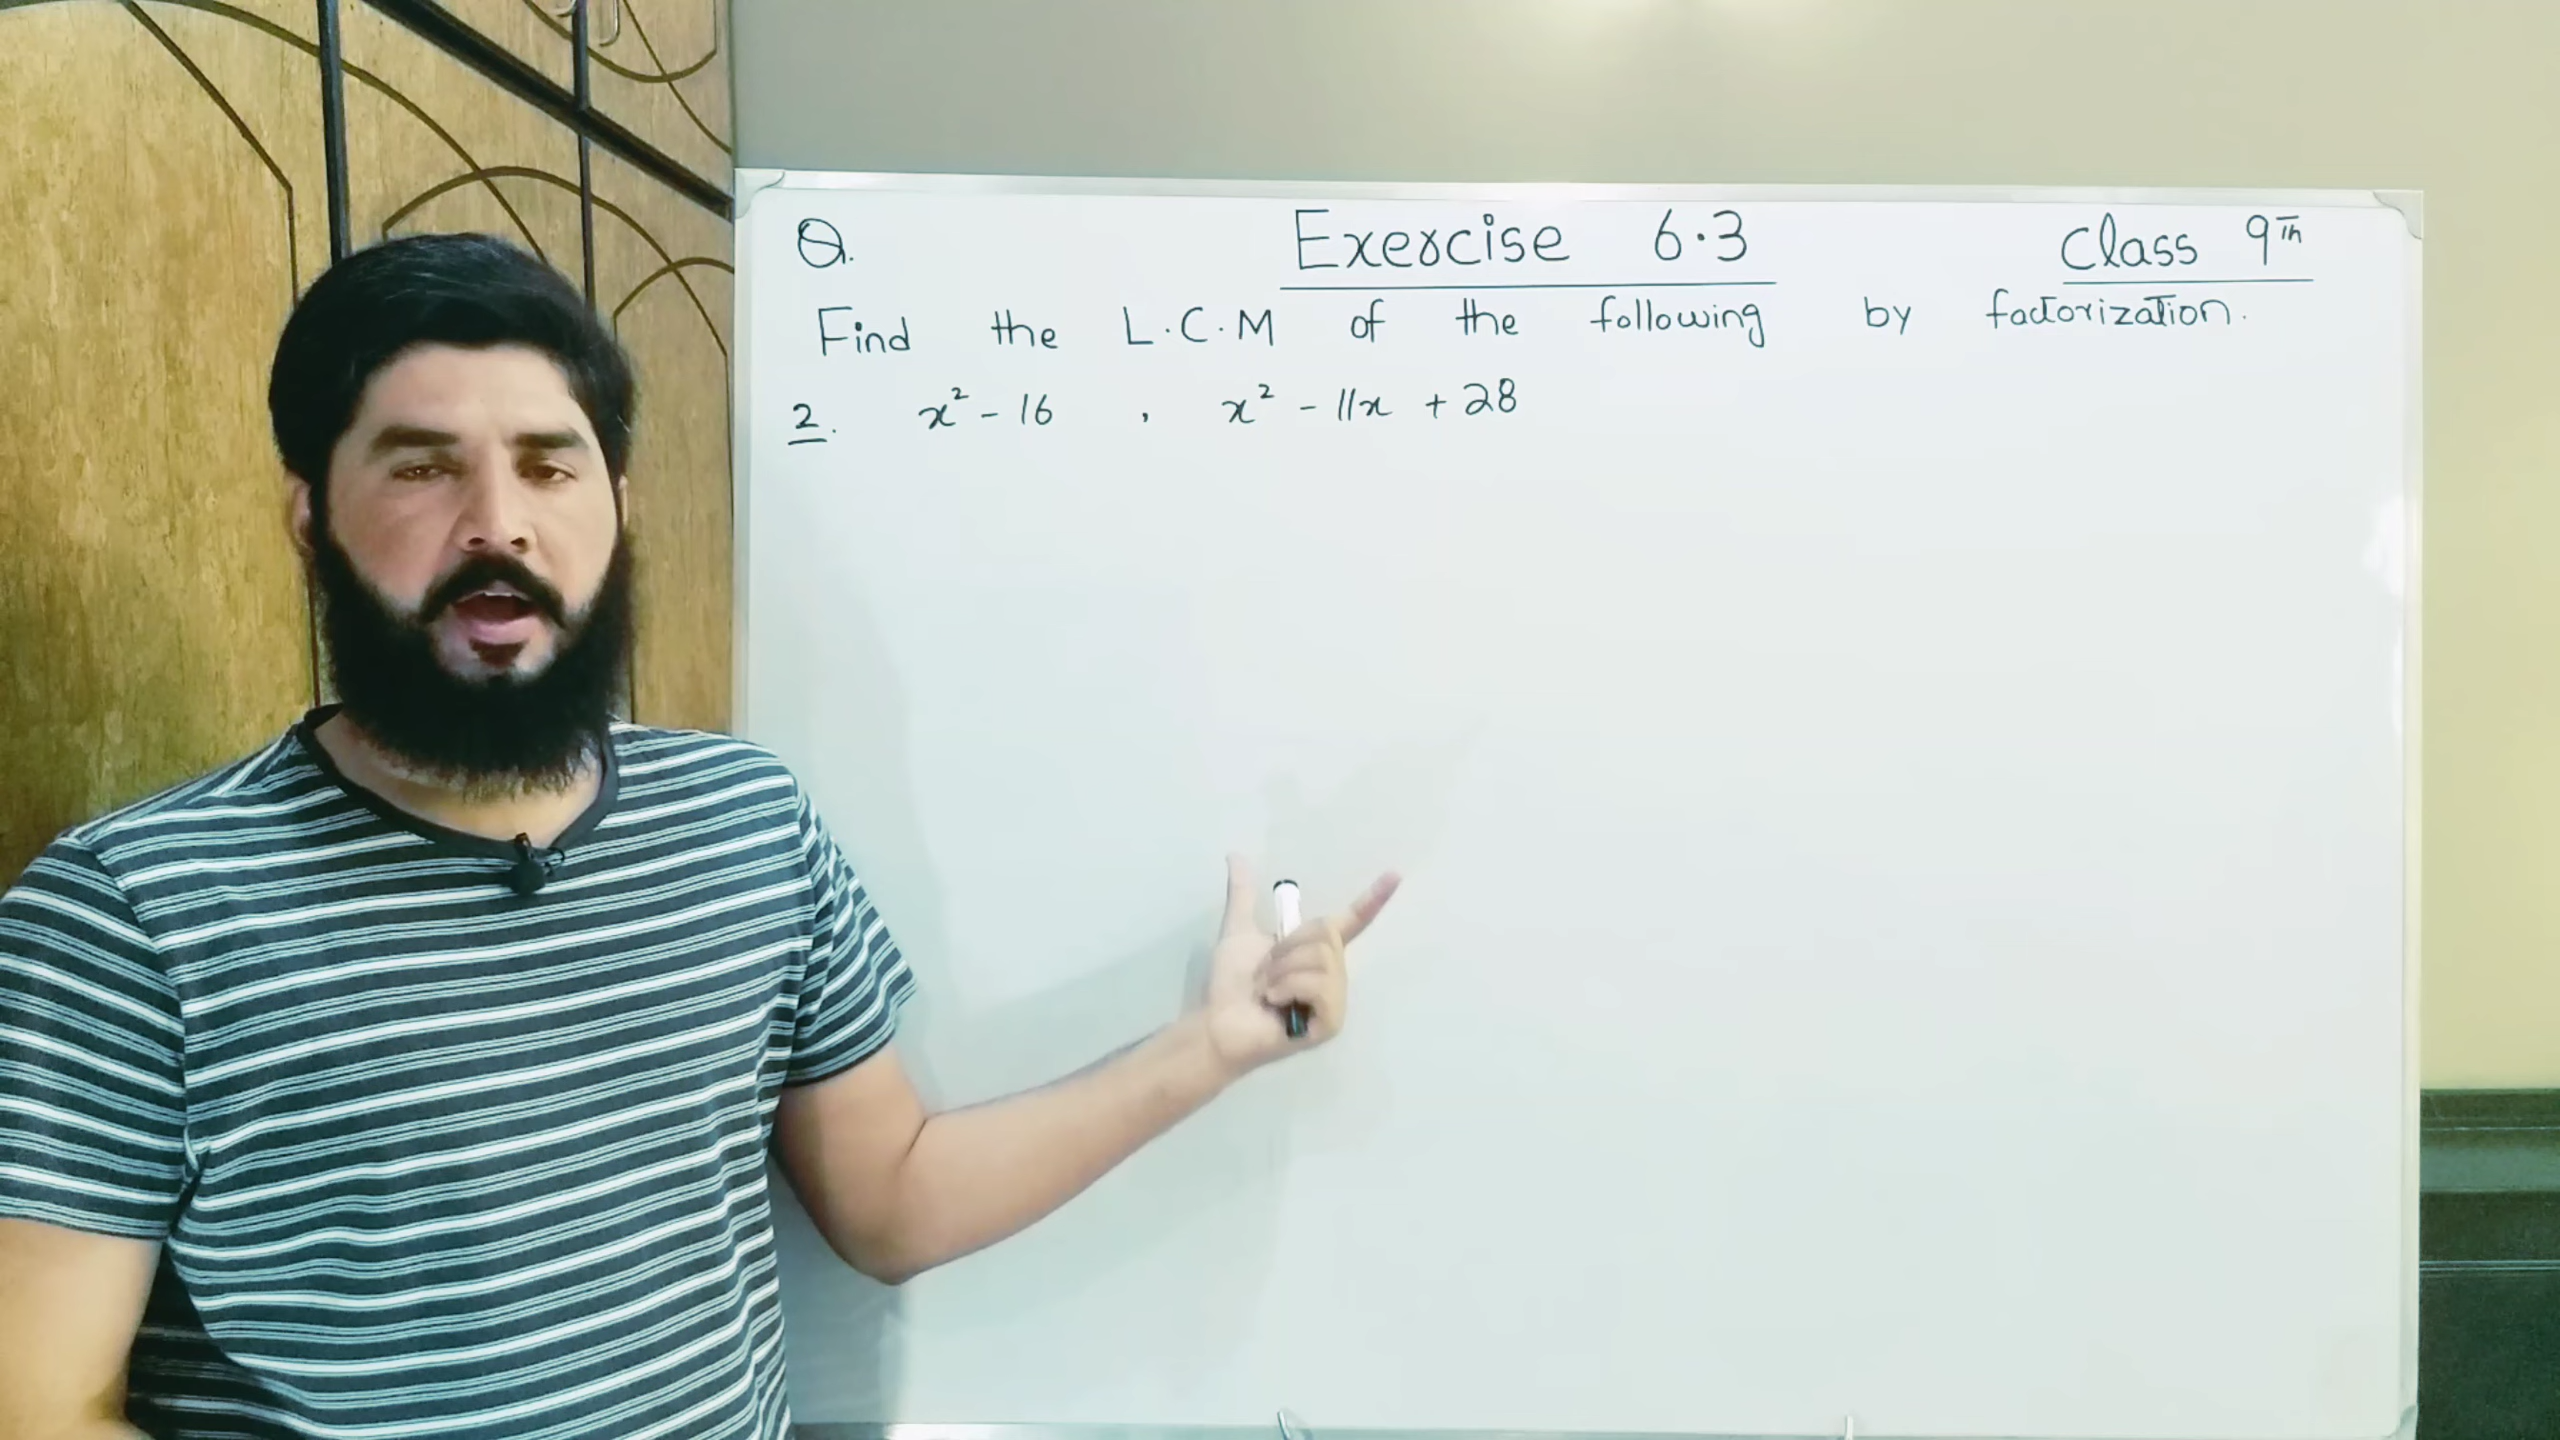 Q. Exercise 6.3 Class 9th
Find the L.C.M of the following by factorization.
2. x² - 16 , x² - 11x + 28